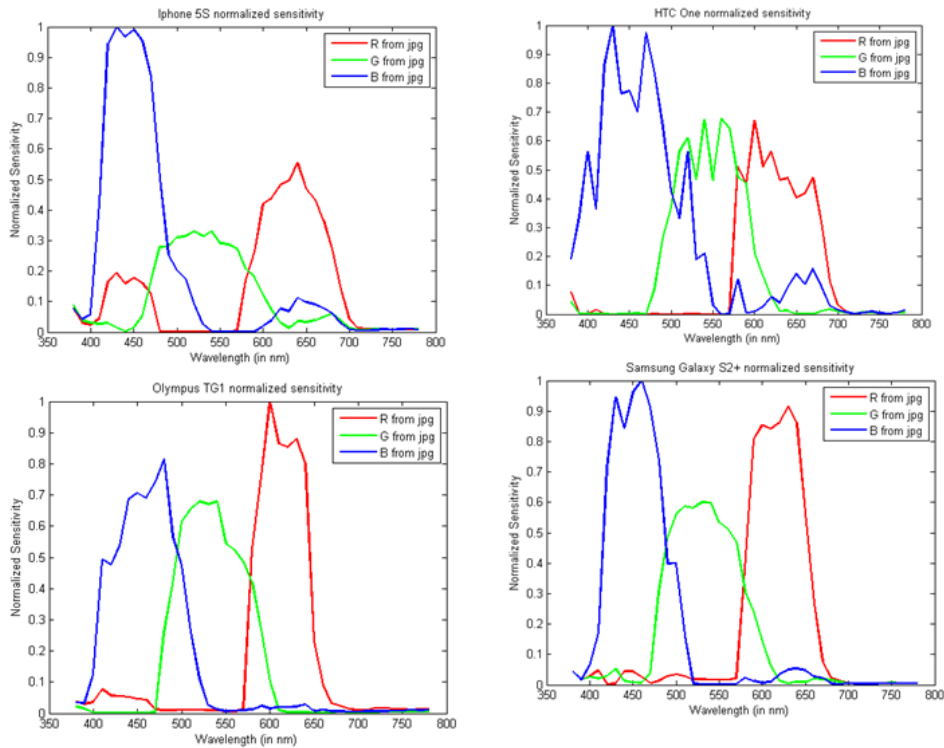 Iphone 5S normalized sensitivity
Normalized Sensitivity
1
0.9
0.8
0.7
0.6
0.5
0.4
0.3
0.2
0.1
0
R from jpg
G from jpg
B from jpg
350 400 450 500 550 600 650 700 750 800
Wavelength (in nm)
HTC One normalized sensitivity
Normalized Sensitivity
1
0.9
0.8
0.7
0.6
0.5
0.4
0.3
0.2
0.1
0
R from jpg
G from jpg
B from jpg
350 400 450 500 550 600 650 700 750 800
Wavelength (in nm)
Olympus TG1 normalized sensitivity
Normalized Sensitivity
1
0.9
0.8
0.7
0.6
0.5
0.4
0.3
0.2
0.1
0
R from jpg
G from jpg
B from jpg
350 400 450 500 550 600 650 700 750 800
Wavelength (in nm)
Samsung Galaxy S2+ normalized sensitivity
Normalized Sensitivity
1
0.9
0.8
0.7
0.6
0.5
0.4
0.3
0.2
0.1
0
R from jpg
G from jpg
B from jpg
350 400 450 500 550 600 650 700 750 800
Wavelength (in nm)